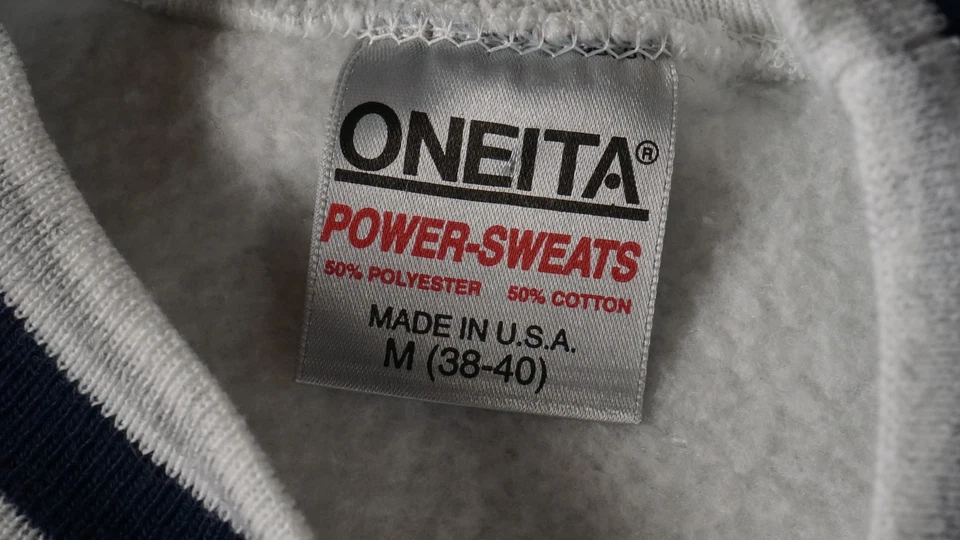 ONEITA®
POWER-SWEATS
50% POLYESTER 50% COTTON
MADE IN U.S.A.
M (38-40)